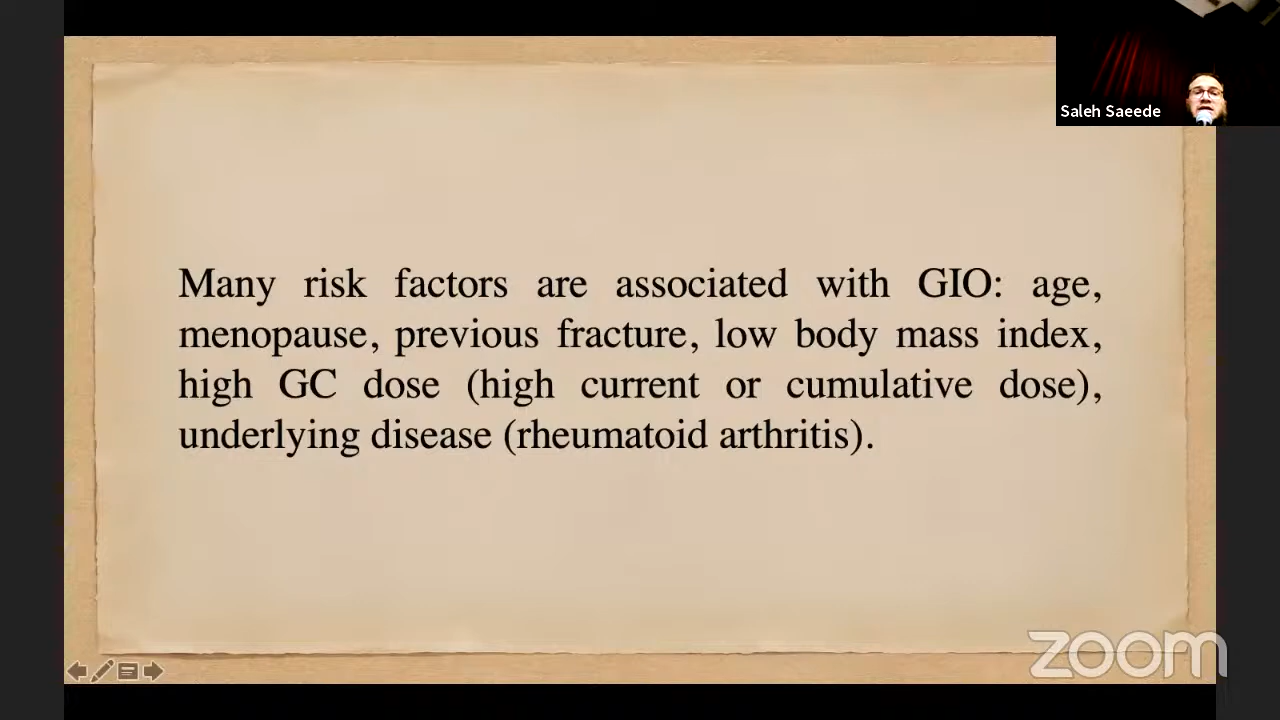 Saleh Saeede
Many risk factors are associated with GIO: age,
menopause, previous fracture, low body mass index,
high GC dose (high current or cumulative dose),
underlying disease (rheumatoid arthritis).
zoom